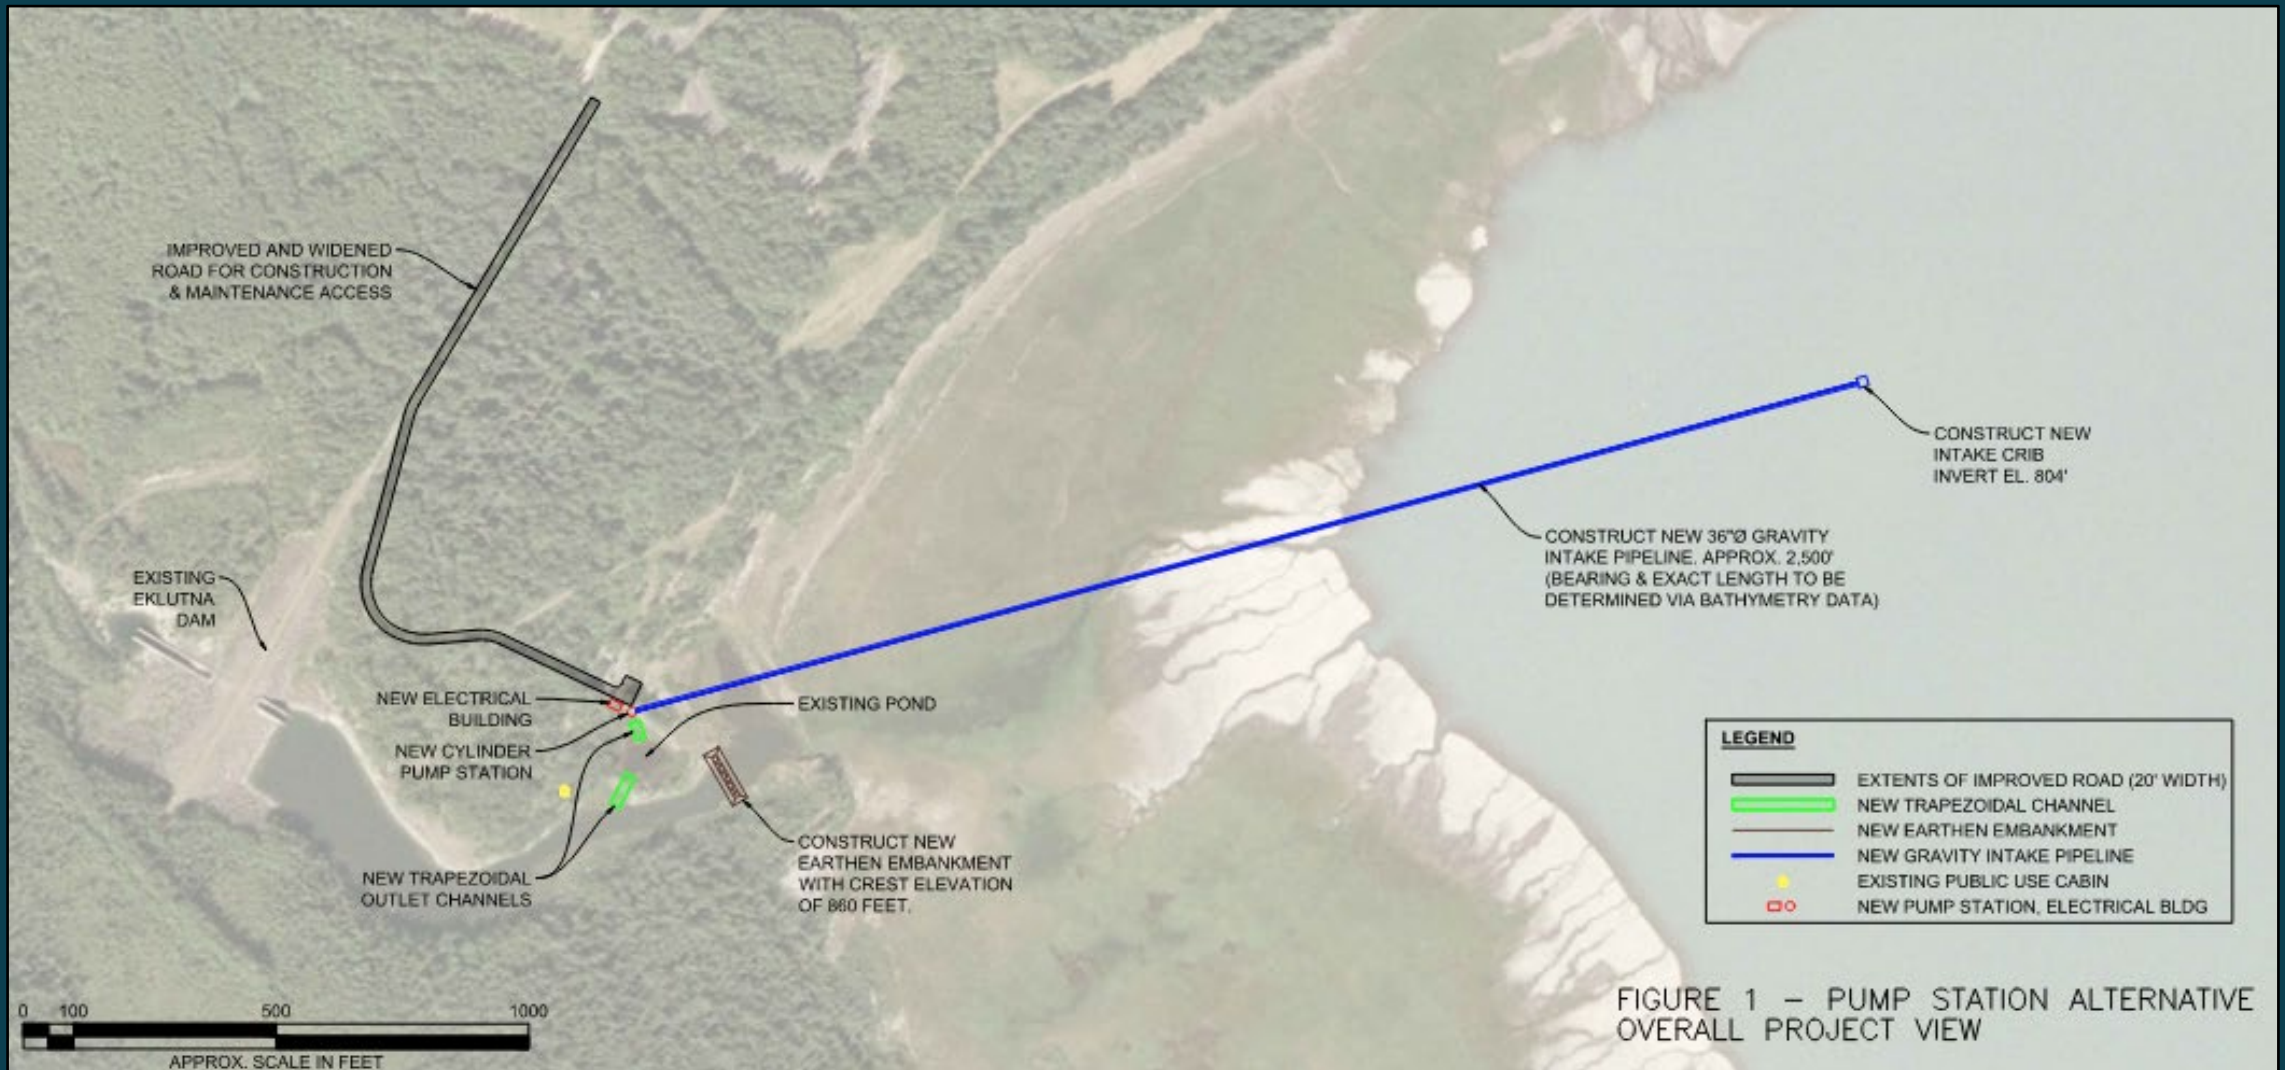 IMPROVED AND WIDENED
ROAD FOR CONSTRUCTION
& MAINTENANCE ACCESS
CONSTRUCT NEW
INTAKE CRIB
INVERT EL. 804'
CONSTRUCT NEW 36"Ø GRAVITY
INTAKE PIPELINE. APPROX. 2,500'
(BEARING & EXACT LENGTH TO BE
DETERMINED VIA BATHYMETRY DATA)
EXISTING
EKLUTNA
DAM
NEW ELECTRICAL
BUILDING
EXISTING POND
NEW CYLINDER
PUMP STATION
CONSTRUCT NEW
EARTHEN EMBANKMENT
WITH CREST ELEVATION
OF 860 FEET.
NEW TRAPEZOIDAL
OUTLET CHANNELS
LEGEND
EXTENTS OF IMPROVED ROAD (20' WIDTH)
NEW TRAPEZOIDAL CHANNEL
NEW EARTHEN EMBANKMENT
NEW GRAVITY INTAKE PIPELINE
EXISTING PUBLIC USE CABIN
NEW PUMP STATION, ELECTRICAL BLDG
0 100 500 1000
APPROX. SCALE IN FEET
FIGURE 1 – PUMP STATION ALTERNATIVE
OVERALL PROJECT VIEW